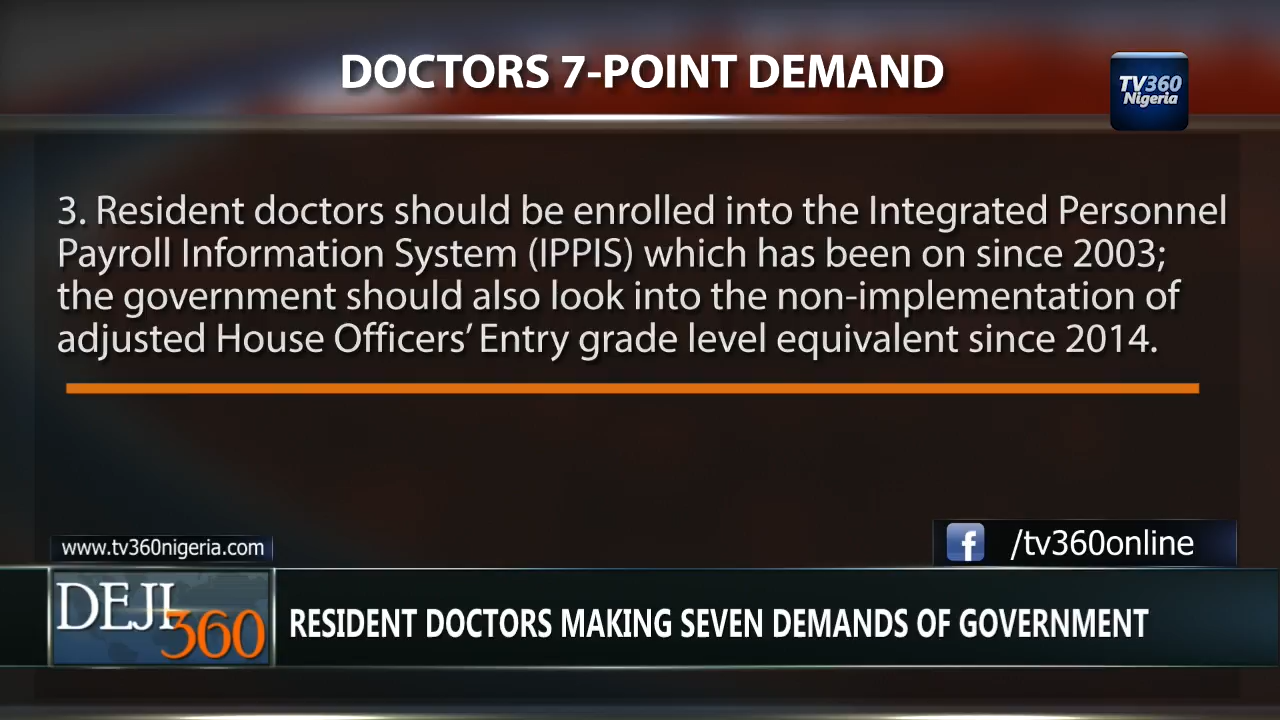 DOCTORS 7-POINT DEMAND
TV360
Nigeria
3. Resident doctors should be enrolled into the Integrated Personnel
Payroll Information System (IPPIS) which has been on since 2003;
the government should also look into the non-implementation of
adjusted House Officers’ Entry grade level equivalent since 2014.
www.tv360nigeria.com
f /tv360online
DEJI
360
RESIDENT DOCTORS MAKING SEVEN DEMANDS OF GOVERNMENT